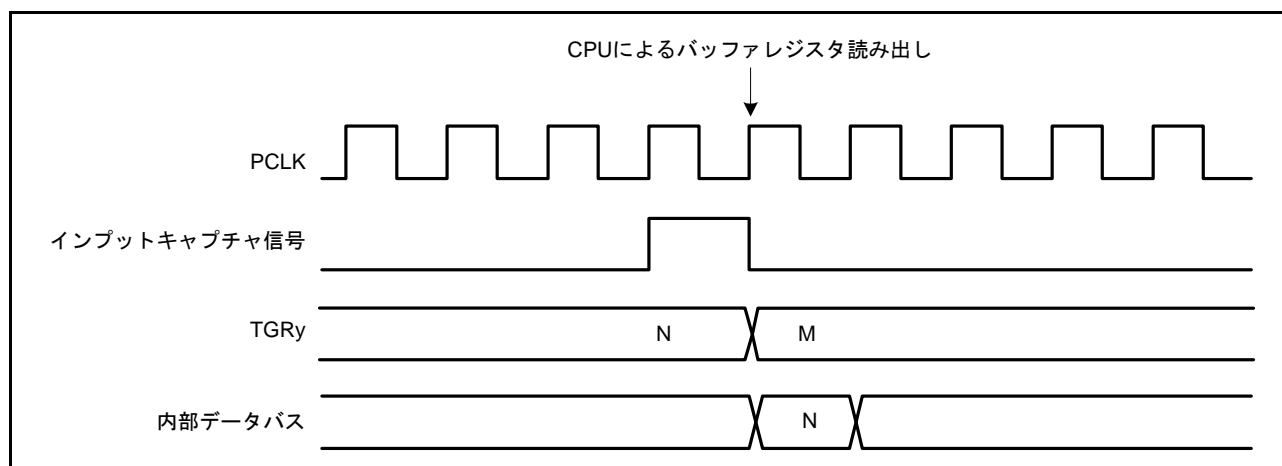 CPUによるバッファレジスタ読み出し
PCLK
インプットキャプチャ信号
TGRy
N
M
内部データバス
N